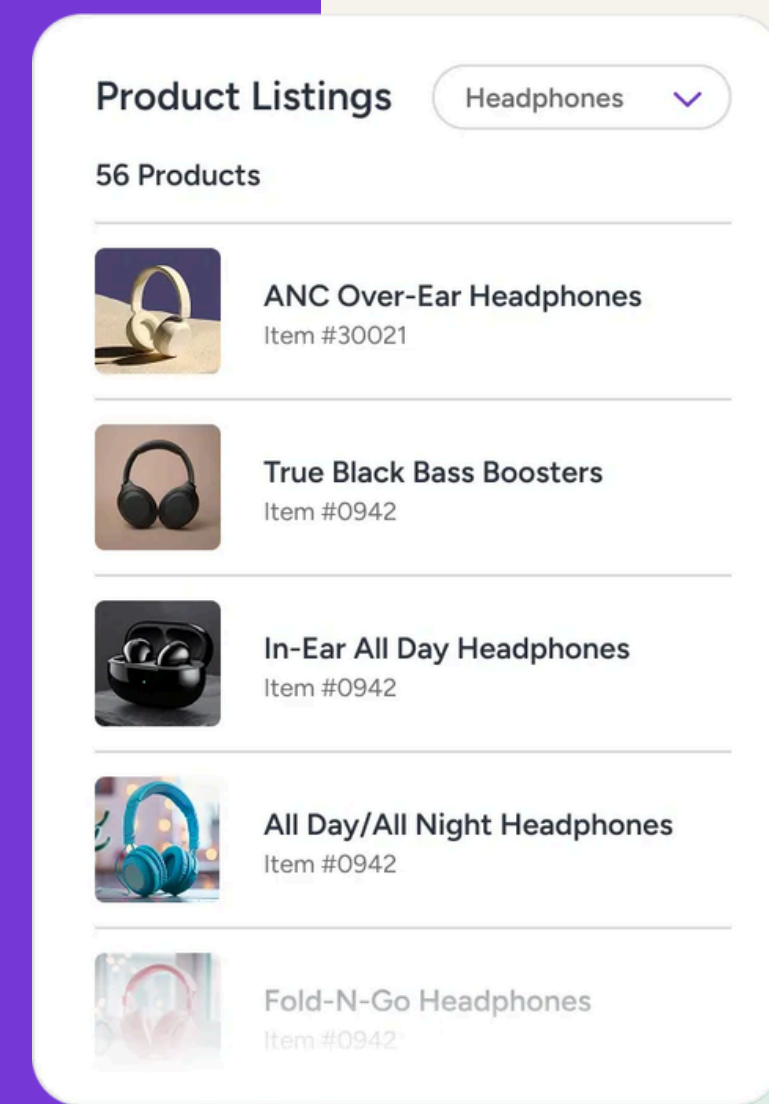 Product Listings
Headphones
56 Products
ANC Over-Ear Headphones
Item #30021
True Black Bass Boosters
Item #0942
In-Ear All Day Headphones
Item #0942
All Day/All Night Headphones
Item #0942
Fold-N-Go Headphones
Item #0942